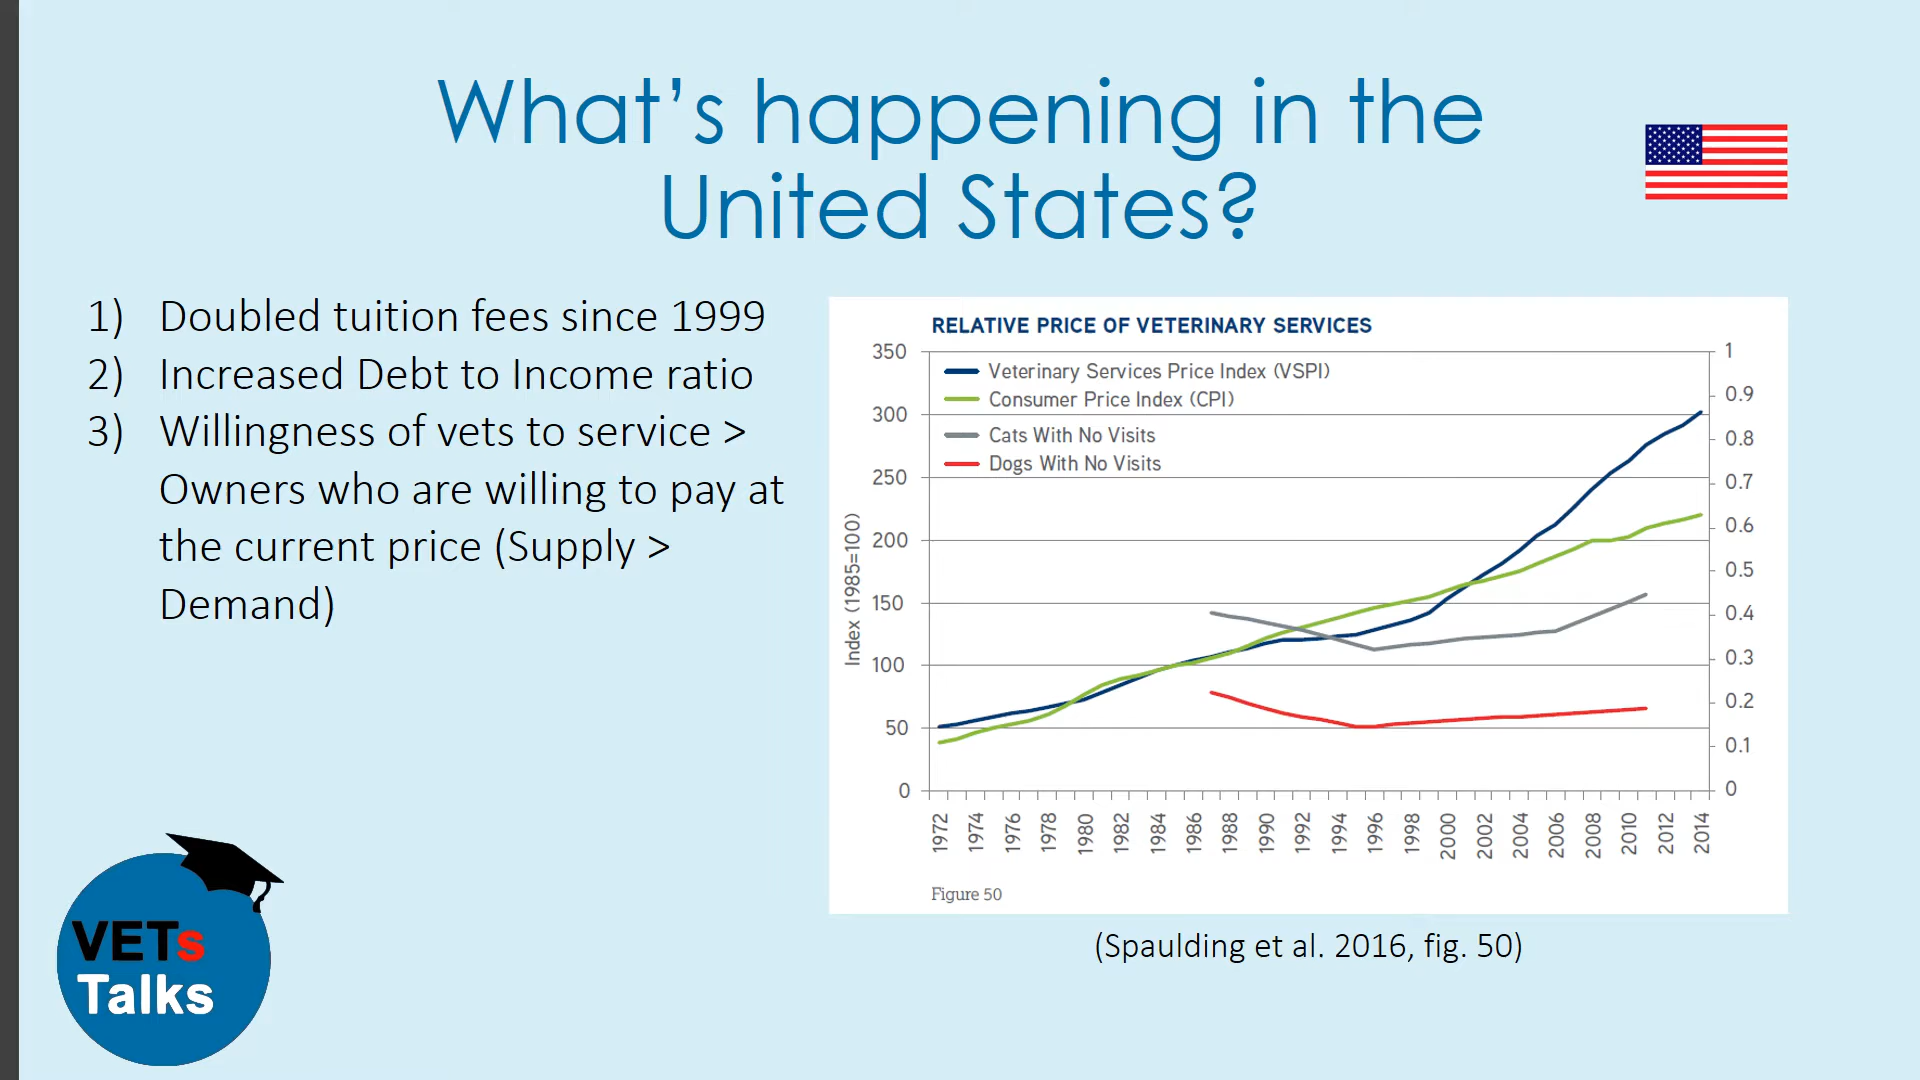 What's happening in the
United States?
1) Doubled tuition fees since 1999
2) Increased Debt to Income ratio
3) Willingness of vets to service >
Owners who are willing to pay at
the current price (Supply >
Demand)
RELATIVE PRICE OF VETERINARY SERVICES
Veterinary Services Price Index (VSPI)
Consumer Price Index (CPI)
Cats With No Visits
Dogs With No Visits
Index (1985=100)
350
300
250
200
150
100
50
0
1
0.9
0.8
0.7
0.6
0.5
0.4
0.3
0.2
0.1
0
1972
1974
1976
1978
1980
1982
1984
1986
1988
1990
1992
1994
1996
1998
2000
2002
2004
2006
2008
2010
2012
2014
Figure 50
(Spaulding et al. 2016, fig. 50)
VETs
Talks